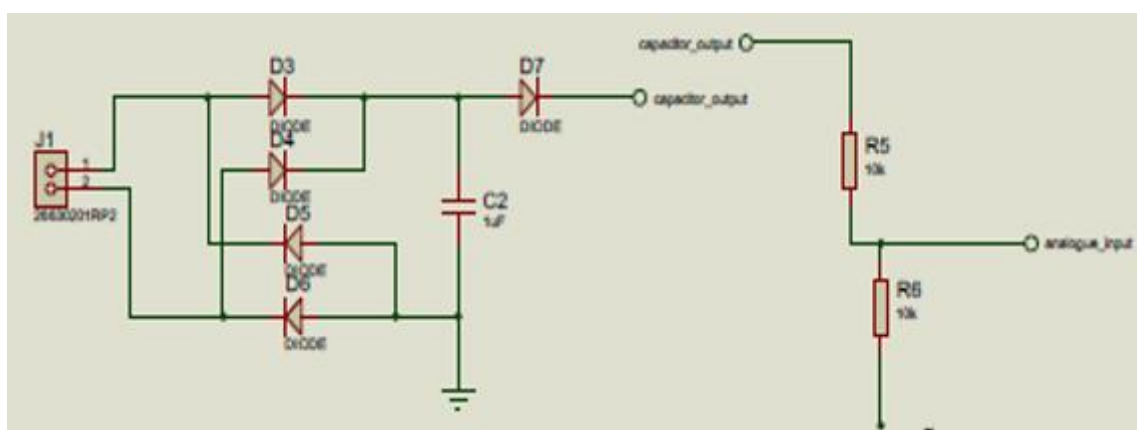 capacitor_output
D3
D7
DIODE
DIODE
capacitor_output
J1
1
2
26630201RP2
D4
DIODE
D5
DIODE
D6
DIODE
C2
1uF
R5
10k
analogue_input
R6
10k